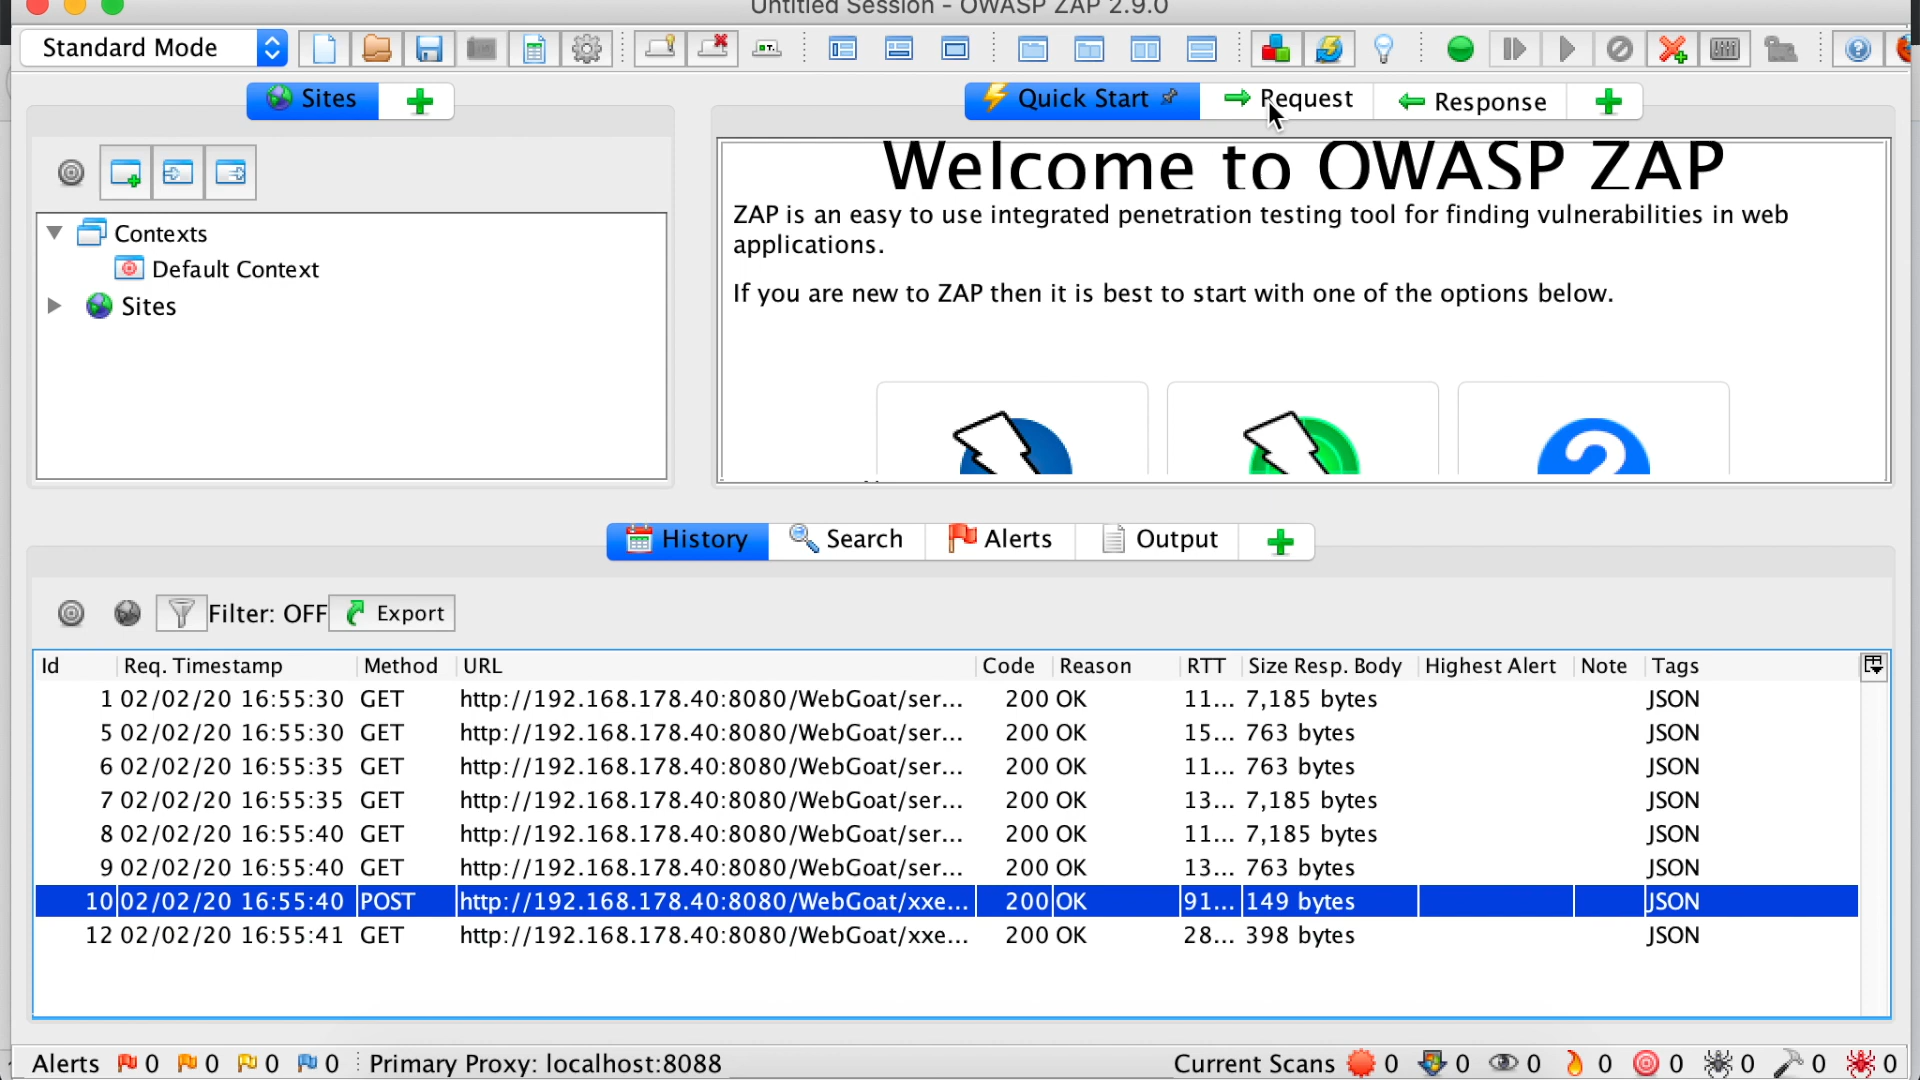 Untitled Session - OWASP ZAP 2.9.0
Standard Mode
Sites
Quick Start
Request
Response
Contexts
Default Context
Sites
Welcome to OWASP ZAP
ZAP is an easy to use integrated penetration testing tool for finding vulnerabilities in web
applications.
If you are new to ZAP then it is best to start with one of the options below.
History Search Alerts Output
Filter: OFF Export
Id Req. Timestamp Method URL Code Reason RTT Size Resp. Body Highest Alert Note Tags
1 02/02/20 16:55:30 GET http://192.168.178.40:8080/WebGoat/ser... 200 OK 11... 7,185 bytes JSON
5 02/02/20 16:55:30 GET http://192.168.178.40:8080/WebGoat/ser... 200 OK 15... 763 bytes JSON
6 02/02/20 16:55:35 GET http://192.168.178.40:8080/WebGoat/ser... 200 OK 11... 763 bytes JSON
7 02/02/20 16:55:35 GET http://192.168.178.40:8080/WebGoat/ser... 200 OK 13... 7,185 bytes JSON
8 02/02/20 16:55:40 GET http://192.168.178.40:8080/WebGoat/ser... 200 OK 11... 7,185 bytes JSON
9 02/02/20 16:55:40 GET http://192.168.178.40:8080/WebGoat/ser... 200 OK 13... 763 bytes JSON
10 02/02/20 16:55:40 POST http://192.168.178.40:8080/WebGoat/xxe... 200 OK 91... 149 bytes JSON
12 02/02/20 16:55:41 GET http://192.168.178.40:8080/WebGoat/xxe... 200 OK 28... 398 bytes JSON
Alerts 0 0 0 0 Primary Proxy: localhost:8088 Current Scans 0 0 0 0 0 0 0 0